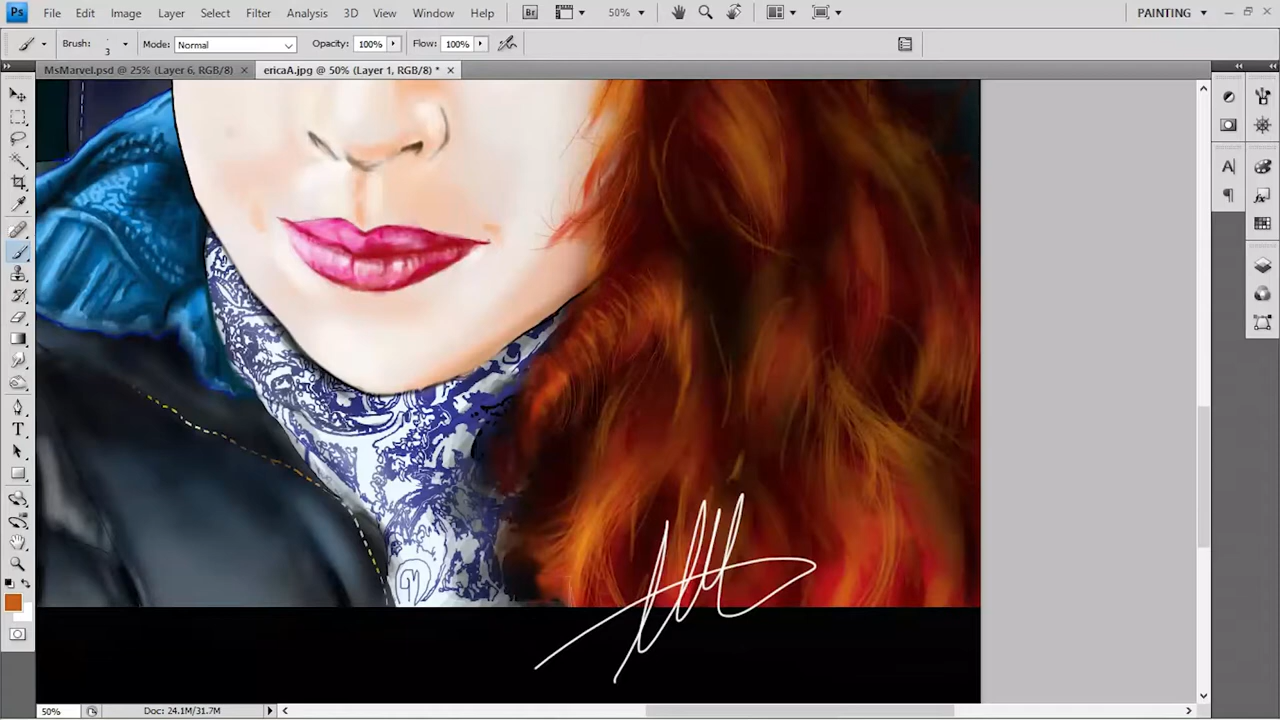 Ps File Edit Image Layer Select Filter Analysis 3D View Window Help Br 50% PAINTING
Brush: 3 Mode: Normal Opacity: 100% Flow: 100%
MsMarvel.psd @ 25% (Layer 6, RGB/8) ericaA.jpg @ 50% (Layer 1, RGB/8) *
50% Doc: 24.1M/31.7M